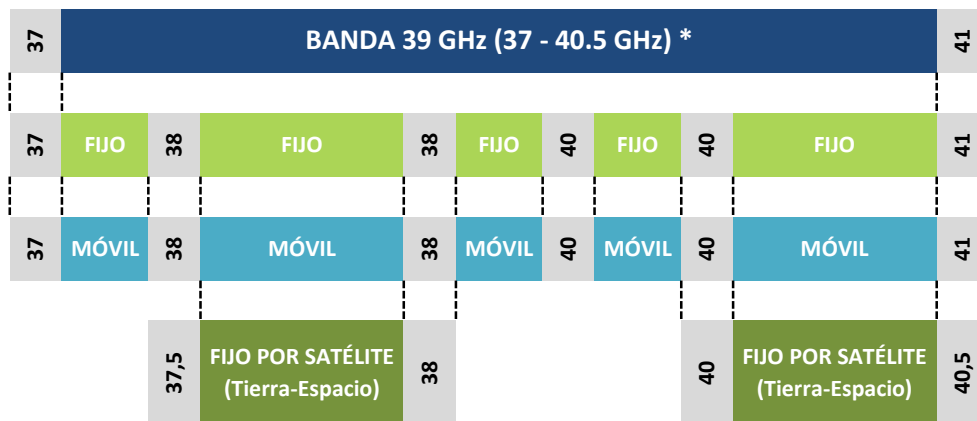 37 BANDA 39 GHz (37 - 40.5 GHz) * 41
37 FIJO 38 FIJO 38 FIJO 40 FIJO 40 FIJO 41
37 MÓVIL 38 MÓVIL 38 MÓVIL 40 MÓVIL 40 MÓVIL 41
37,5 FIJO POR SATÉLITE 38 40 FIJO POR SATÉLITE 40,5
(Tierra-Espacio) (Tierra-Espacio)